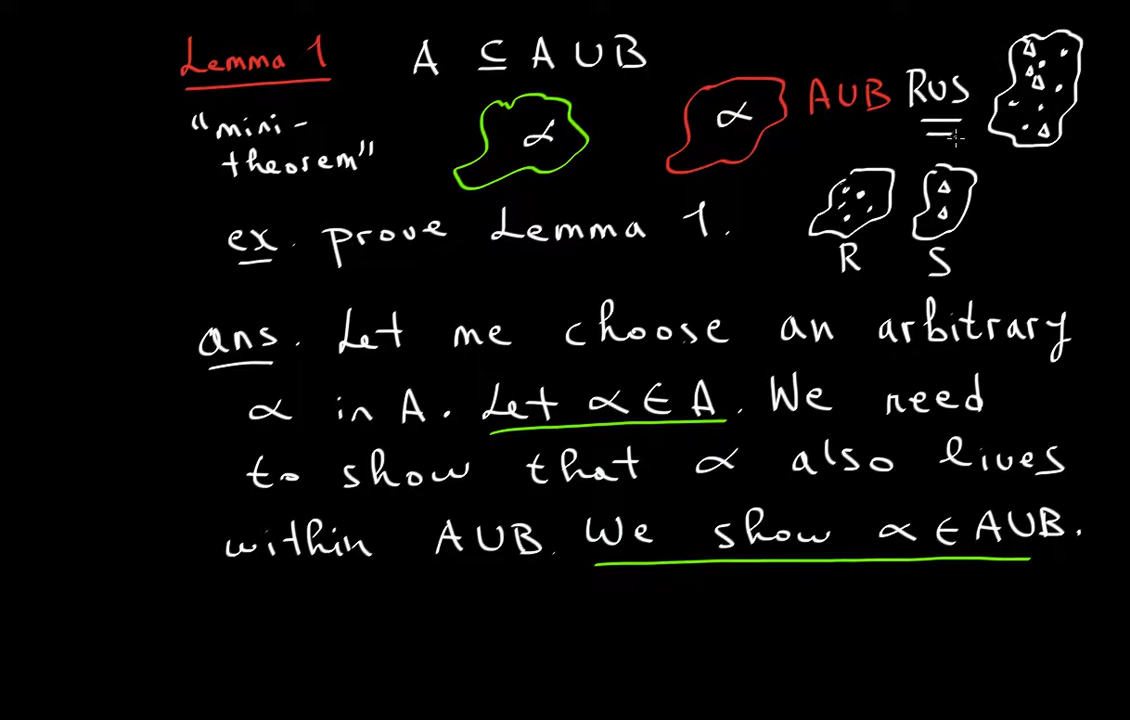 Lemma 1 A ⊆ A ∪ B
"mini-
theorem"
α
α A∪B R∪S
ex. prove Lemma 1.
R S
ans. Let me choose an arbitrary
α in A. Let α ∈ A. We need
to show that α also lives
within A∪B. We show α ∈ A∪B.